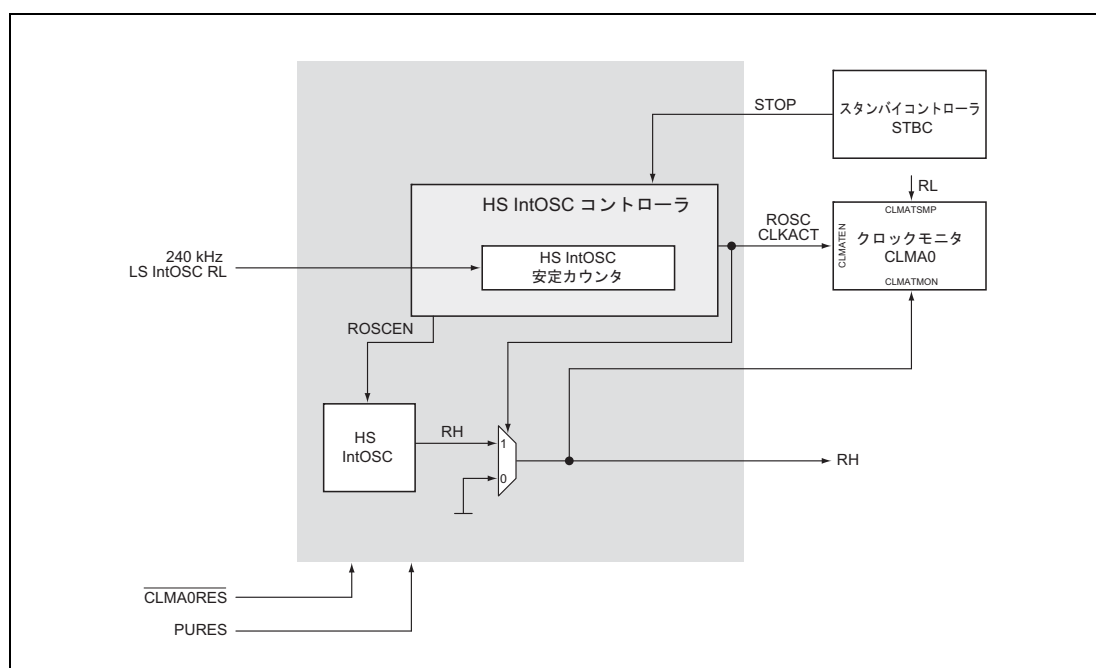 STOP
スタンバイコントローラ
STBC
RL
CLMATSMP
HS IntOSC コントローラ
ROSC
CLKACT
CLMATEN
クロックモニタ
CLMA0
CLMATMON
240 kHz
LS IntOSC RL
HS IntOSC
安定カウンタ
ROSCEN
HS
IntOSC
RH
1
0
RH
CLMA0RES
PURES